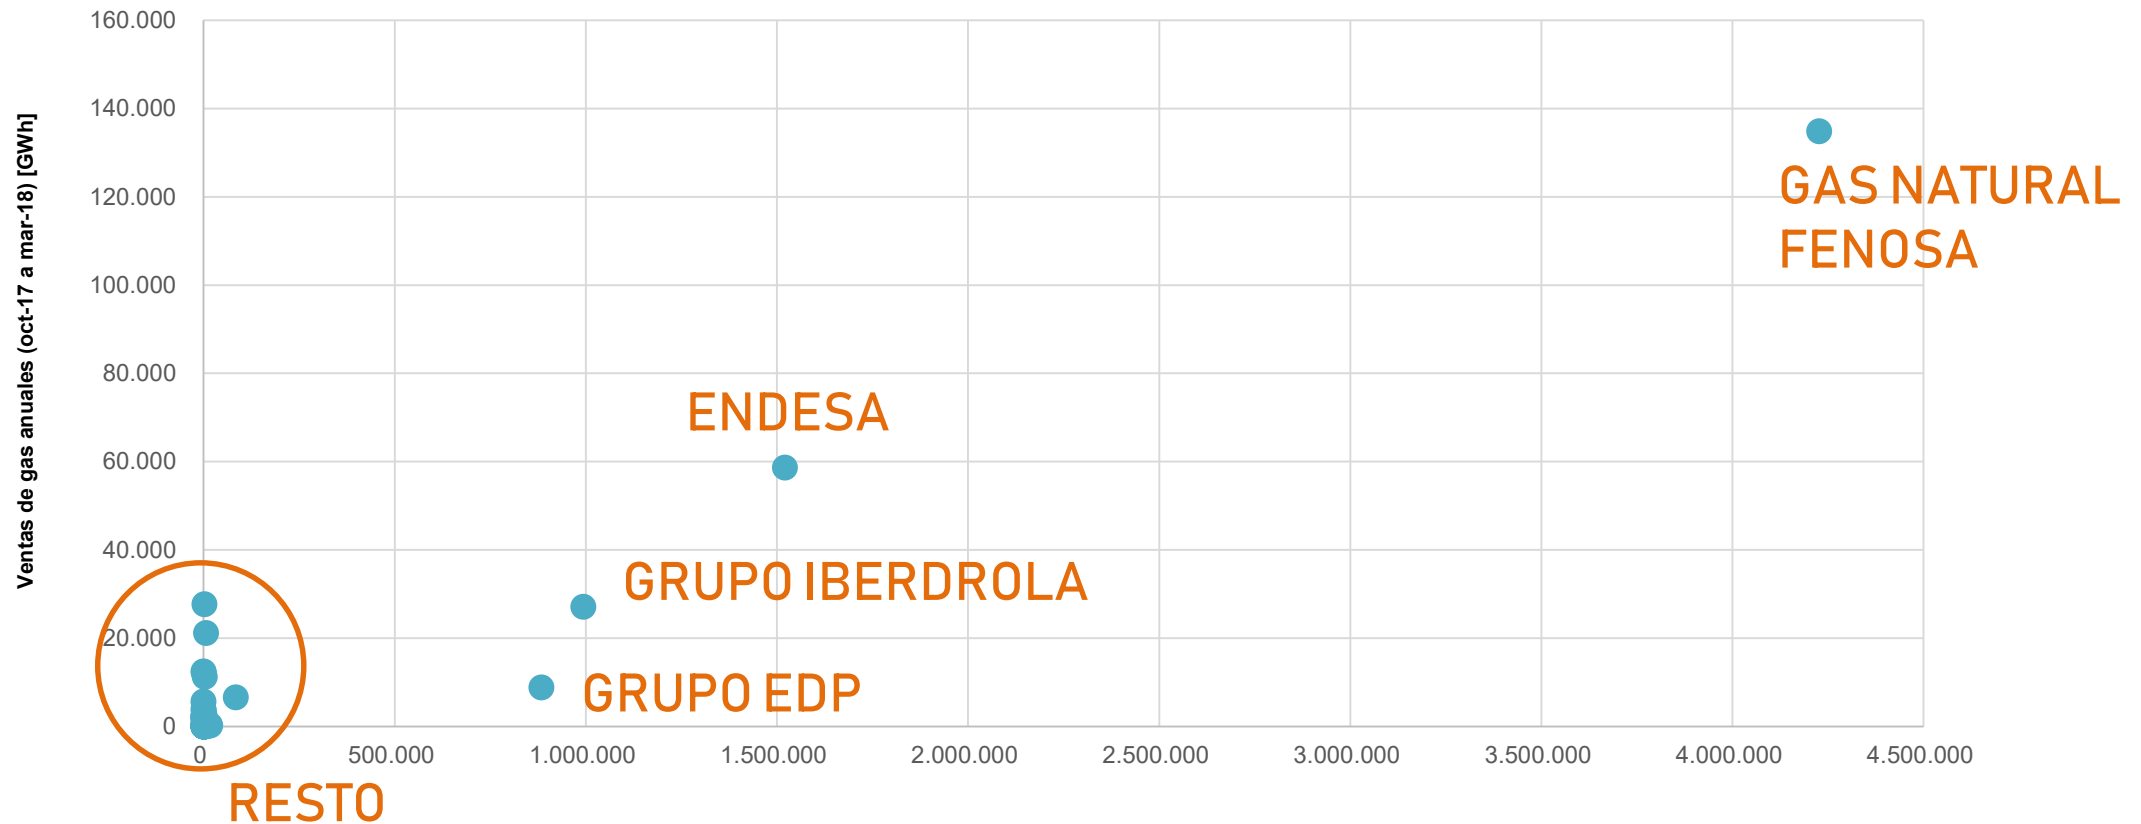 Ventas de gas anuales (oct-17 a mar-18) [GWh]
160.000
140.000
120.000
100.000
80.000
60.000
40.000
20.000
0
GAS NATURAL
FENOSA
ENDESA
GRUPO IBERDROLA
GRUPO EDP
0
500.000
1.000.000
1.500.000
2.000.000
2.500.000
3.000.000
3.500.000
4.000.000
4.500.000
RESTO